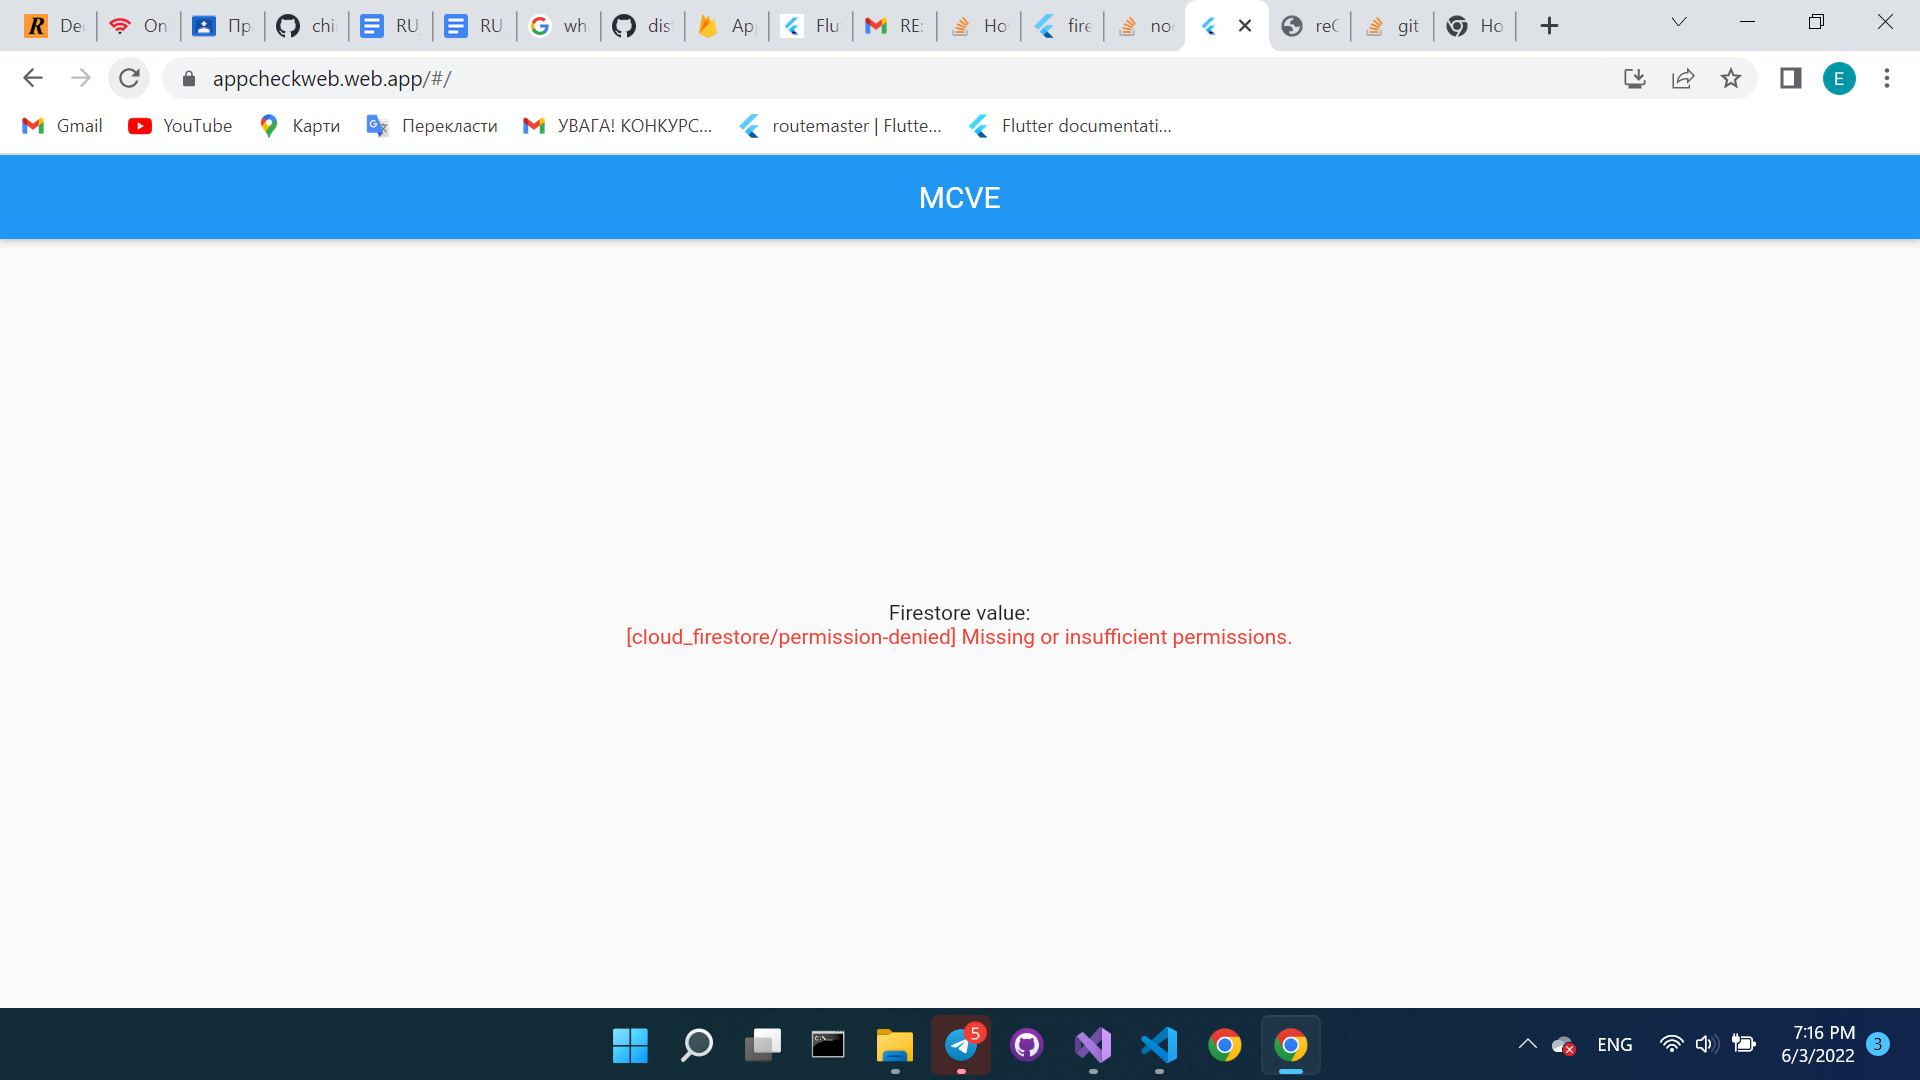 De
On
Пр
chi
RU
RU
wh
dis
Ap
Flu
RE:
Ho
fire
no
reC
git
Ho
appcheckweb.web.app/#/
E
Gmail
YouTube
Карти
Перекласти
УВАГА! КОНКУРС...
routemaster | Flutte...
Flutter documentati...
MCVE
Firestore value:
[cloud_firestore/permission-denied] Missing or insufficient permissions.
5
ENG
7:16 PM
6/3/2022
3